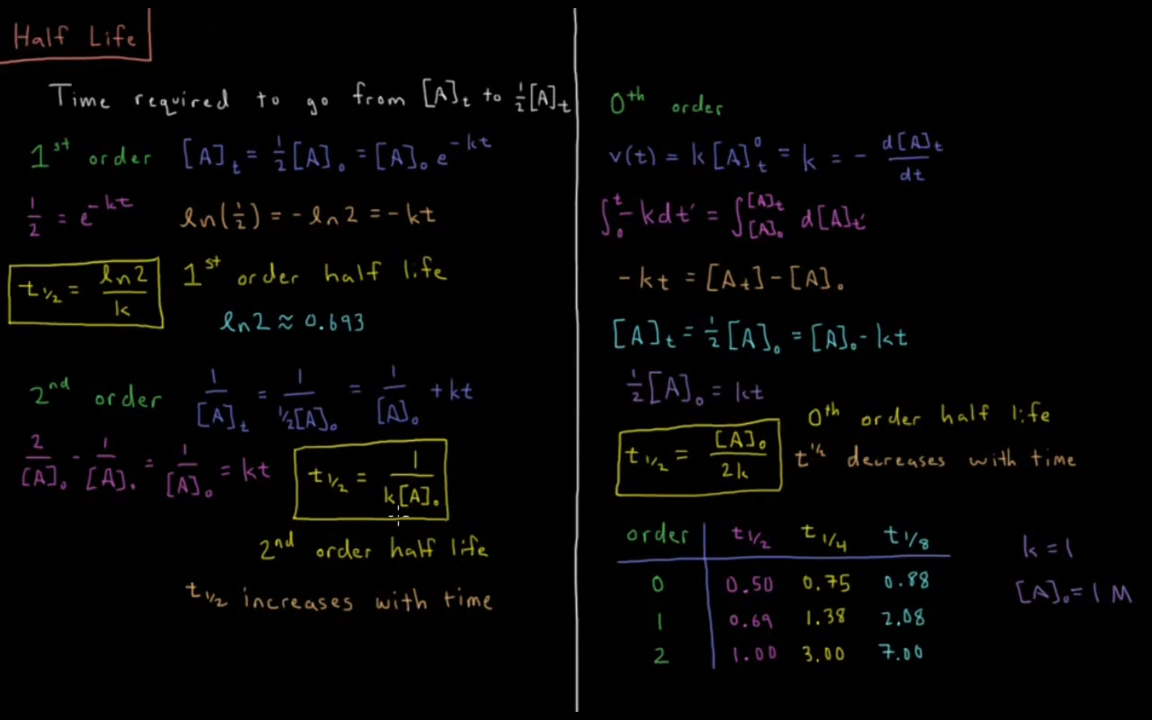 Half Life
Time required to go from [A]ₜ to ½[A]ₜ
1ˢᵗ order [A]ₜ = ½[A]₀ = [A]₀e^(-kt)
½ = e^(-kt) ln(½) = -ln2 = -kt
t₁/₂ = ln2/k 1ˢᵗ order half life
ln2 ≈ 0.693
2ⁿᵈ order 1/[A]ₜ = 1/(½[A]₀) = 1/[A]₀ + kt
2/[A]₀ - 1/[A]₀ = 1/[A]₀ = kt t₁/₂ = 1/(k[A]₀)
2ⁿᵈ order half life
t₁/₂ increases with time
0ᵗʰ order
v(t) = k[A]ₜ⁰ = k = - d[A]ₜ/dt
∫₀ᵗ -kdt' = ∫_([A]₀)^([A]ₜ) d[A]ₜ'
-kt = [Aₜ] - [A]₀
[A]ₜ = ½[A]₀ = [A]₀ - kt
½[A]₀ = kt
0ᵗʰ order half life
t₁/₂ = [A]₀/2k t^½ decreases with time
order t₁/₂ t₁/₄ t₁/₈
0 0.50 0.75 0.88
1 0.69 1.38 2.08
2 1.00 3.00 7.00
k = 1
[A]₀ = 1 M